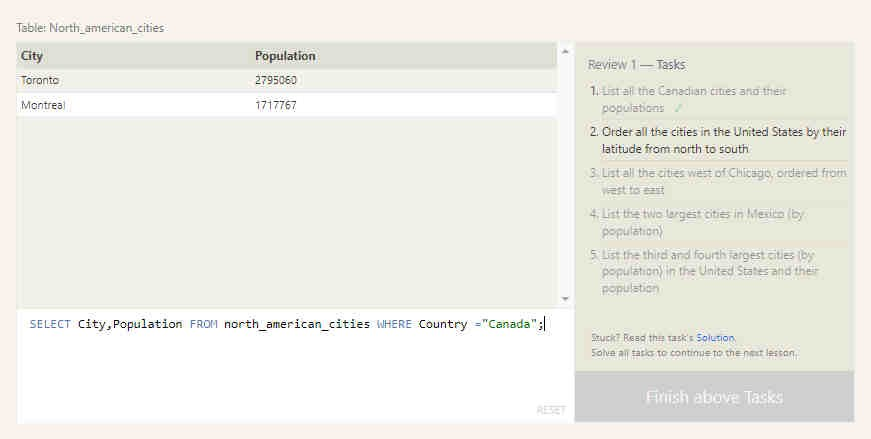 Table: North_american_cities
City Population
Toronto 2795060
Montreal 1717767
SELECT City,Population FROM north_american_cities WHERE Country ="Canada";
RESET
Review 1 — Tasks
1. List all the Canadian cities and their
populations ✓
2. Order all the cities in the United States by their
latitude from north to south
3. List all the cities west of Chicago, ordered from
west to east
4. List the two largest cities in Mexico (by
population)
5. List the third and fourth largest cities (by
population) in the United States and their
population
Stuck? Read this task's Solution.
Solve all tasks to continue to the next lesson.
Finish above Tasks